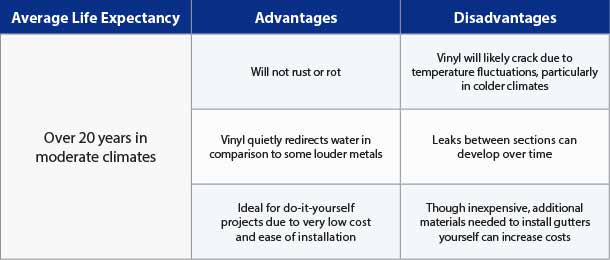 Average Life Expectancy
Advantages
Disadvantages
Over 20 years in
moderate climates
Will not rust or rot
Vinyl will likely crack due to
temperature fluctuations, particularly
in colder climates
Vinyl quietly redirects water in
comparison to some louder metals
Leaks between sections can
develop over time
Ideal for do-it-yourself
projects due to very low cost
and ease of installation
Though inexpensive, additional
materials needed to install gutters
yourself can increase costs